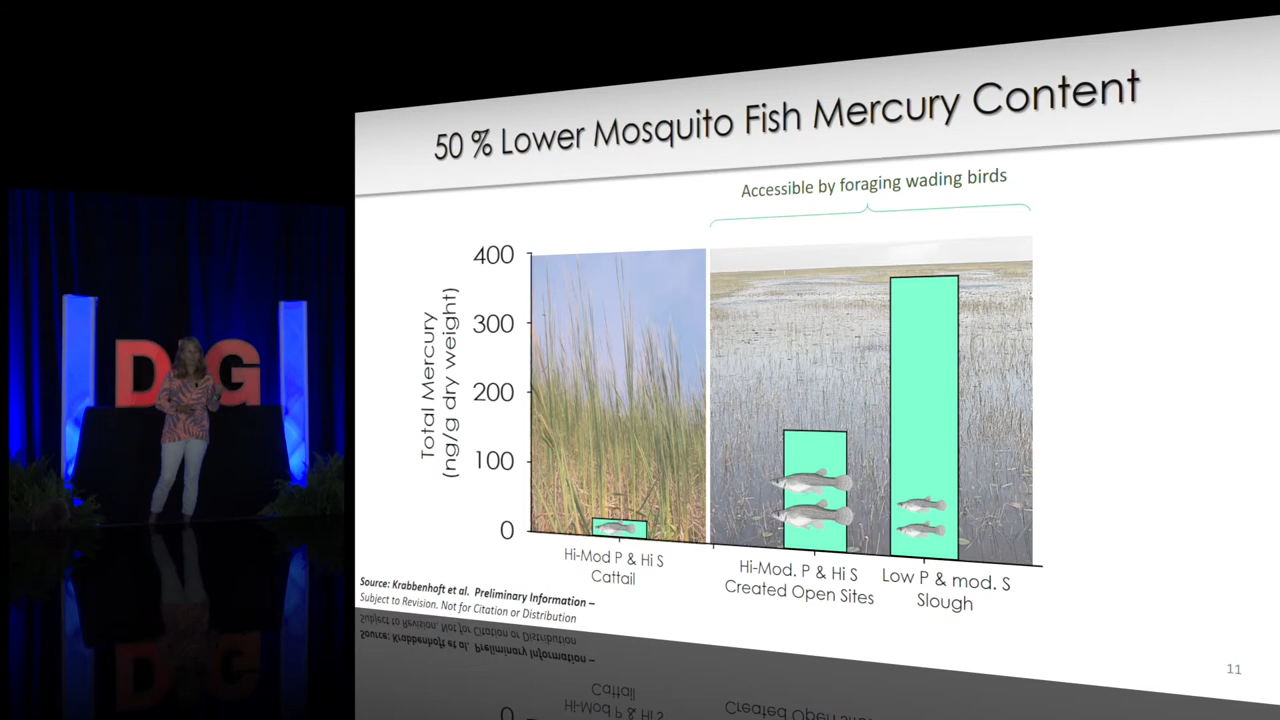 50 % Lower Mosquito Fish Mercury Content
Accessible by foraging wading birds
400
300
200
100
0
Total Mercury
(ng/g dry weight)
Hi-Mod P & Hi S
Cattail
Hi-Mod. P & Hi S
Created Open Sites
Low P & mod. S
Slough
Source: Krabbenhoft et al. Preliminary Information –
Subject to Revision. Not for Citation or Distribution
11
D G